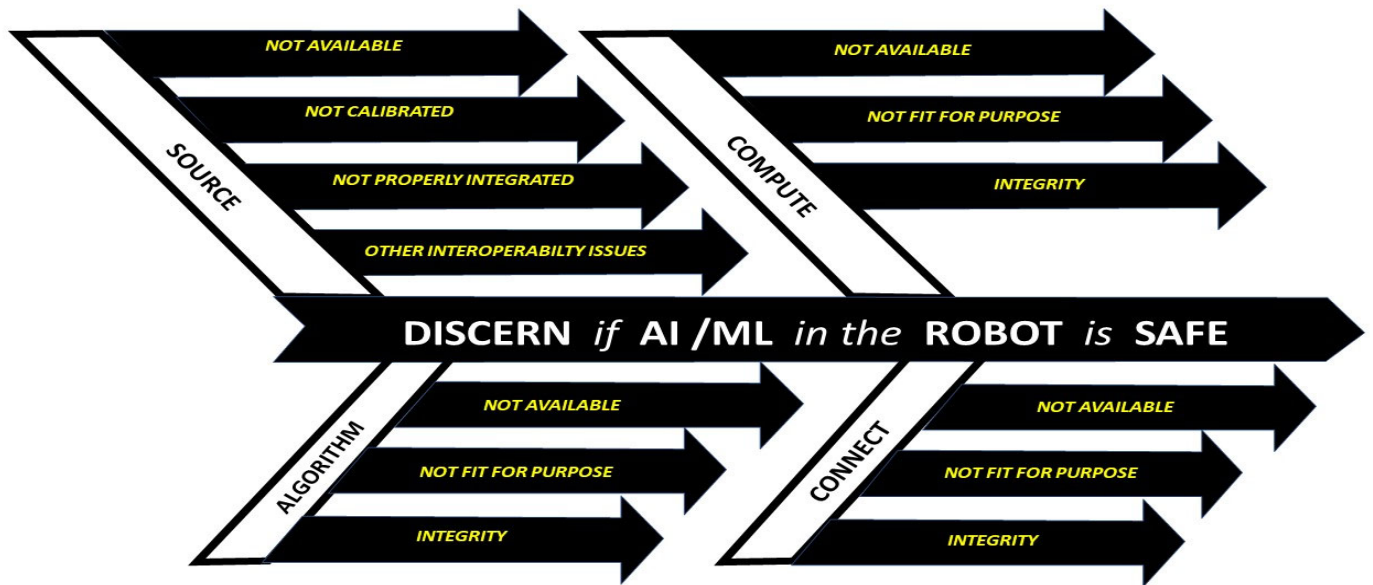 SOURCE
NOT AVAILABLE
NOT CALIBRATED
NOT PROPERLY INTEGRATED
OTHER INTEROPERABILTY ISSUES
COMPUTE
NOT AVAILABLE
NOT FIT FOR PURPOSE
INTEGRITY
DISCERN if AI /ML in the ROBOT is SAFE
ALGORITHM
NOT AVAILABLE
NOT FIT FOR PURPOSE
INTEGRITY
CONNECT
NOT AVAILABLE
NOT FIT FOR PURPOSE
INTEGRITY